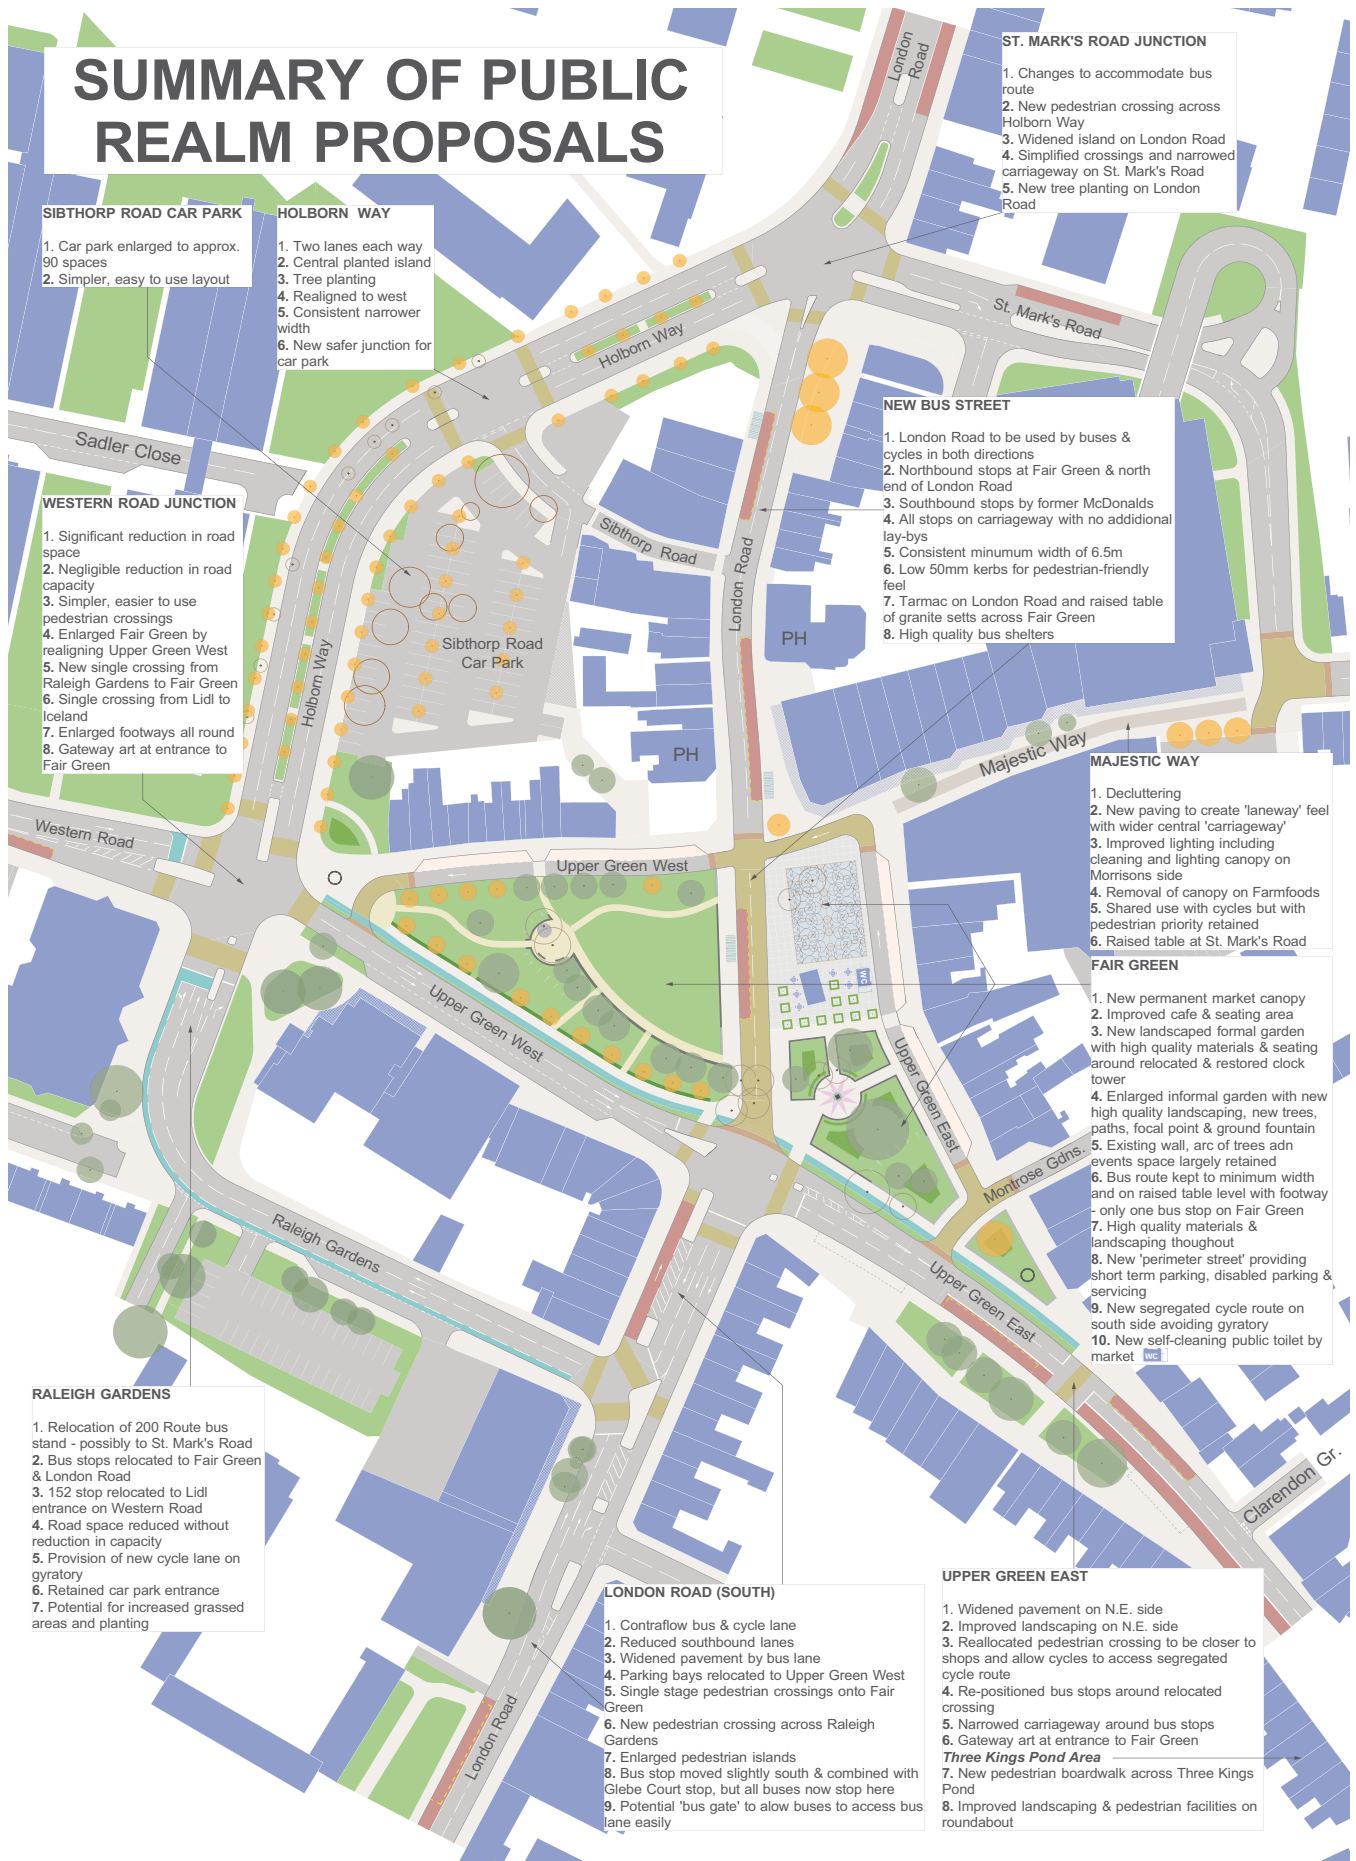 SUMMARY OF PUBLIC
REALM PROPOSALS
London
Road
ST. MARK'S ROAD JUNCTION
1. Changes to accommodate bus
route
2. New pedestrian crossing across
Holborn Way
3. Widened island on London Road
4. Simplified crossings and narrowed
carriageway on St. Mark's Road
5. New tree planting on London
Road
SIBTHORP ROAD CAR PARK
1. Car park enlarged to approx.
90 spaces
2. Simpler, easy to use layout
HOLBORN WAY
1. Two lanes each way
2. Central planted island
3. Tree planting
4. Realigned to west
5. Consistent narrower
width
6. New safer junction for
car park
Holborn Way
St. Mark's Road
Sadler Close
NEW BUS STREET
1. London Road to be used by buses &
cycles in both directions
2. Northbound stops at Fair Green & north
end of London Road
3. Southbound stops by former McDonalds
4. All stops on carriageway with no addidional
lay-bys
5. Consistent minumum width of 6.5m
6. Low 50mm kerbs for pedestrian-friendly
feel
7. Tarmac on London Road and raised table
of granite setts across Fair Green
8. High quality bus shelters
WESTERN ROAD JUNCTION
1. Significant reduction in road
space
2. Negligible reduction in road
capacity
3. Simpler, easier to use
pedestrian crossings
4. Enlarged Fair Green by
realigning Upper Green West
5. New single crossing from
Raleigh Gardens to Fair Green
6. Single crossing from Lidl to
Iceland
7. Enlarged footways all round
8. Gateway art at entrance to
Fair Green
Sibthorp Road
London Road
Sibthorp Road
Car Park
Holborn Way
PH
PH
Majestic Way
MAJESTIC WAY
1. Decluttering
2. New paving to create 'laneway' feel
with wider central 'carriageway'
3. Improved lighting including
cleaning and lighting canopy on
Morrisons side
4. Removal of canopy on Farmfoods
5. Shared use with cycles but with
pedestrian priority retained
6. Raised table at St. Mark's Road
Western Road
Upper Green West
WC
FAIR GREEN
1. New permanent market canopy
2. Improved cafe & seating area
3. New landscaped formal garden
with high quality materials & seating
around relocated & restored clock
tower
4. Enlarged informal garden with new
high quality landscaping, new trees,
paths, focal point & ground fountain
5. Existing wall, arc of trees adn
events space largely retained
6. Bus route kept to minimum width
and on raised table level with footway
- only one bus stop on Fair Green
7. High quality materials &
landscaping thoughout
8. New 'perimeter street' providing
short term parking, disabled parking &
servicing
9. New segregated cycle route on
south side avoiding gyratory
10. New self-cleaning public toilet by
market WC
Upper Green West
Upper Green East
Montrose Gdns.
Raleigh Gardens
Upper Green East
Clarendon Gr.
RALEIGH GARDENS
1. Relocation of 200 Route bus
stand - possibly to St. Mark's Road
2. Bus stops relocated to Fair Green
& London Road
3. 152 stop relocated to Lidl
entrance on Western Road
4. Road space reduced without
reduction in capacity
5. Provision of new cycle lane on
gyratory
6. Retained car park entrance
7. Potential for increased grassed
areas and planting
London Road
LONDON ROAD (SOUTH)
1. Contraflow bus & cycle lane
2. Reduced southbound lanes
3. Widened pavement by bus lane
4. Parking bays relocated to Upper Green West
5. Single stage pedestrian crossings onto Fair
Green
6. New pedestrian crossing across Raleigh
Gardens
7. Enlarged pedestrian islands
8. Bus stop moved slightly south & combined with
Glebe Court stop, but all buses now stop here
9. Potential 'bus gate' to alow buses to access bus
lane easily
UPPER GREEN EAST
1. Widened pavement on N.E. side
2. Improved landscaping on N.E. side
3. Reallocated pedestrian crossing to be closer to
shops and allow cycles to access segregated
cycle route
4. Re-positioned bus stops around relocated
crossing
5. Narrowed carriageway around bus stops
6. Gateway art at entrance to Fair Green
Three Kings Pond Area
7. New pedestrian boardwalk across Three Kings
Pond
8. Improved landscaping & pedestrian facilities on
roundabout